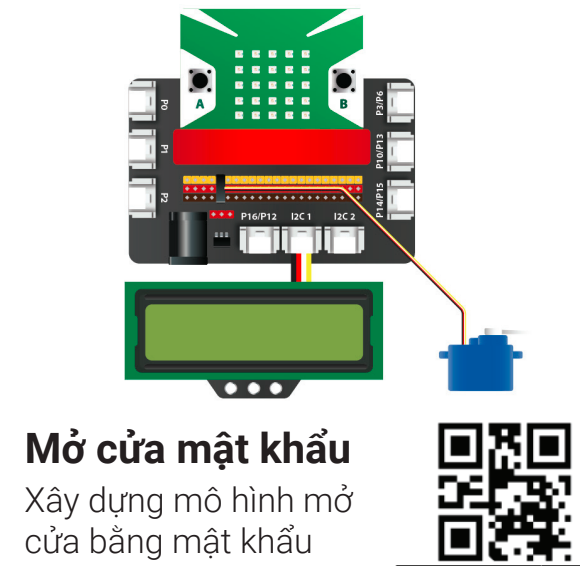 A
B
P0
P1
P2
P3/P6
P10/P13
P14/P15
P16/P12 I2C 1 I2C 2
Mở cửa mật khẩu
Xây dựng mô hình mở
cửa bằng mật khẩu